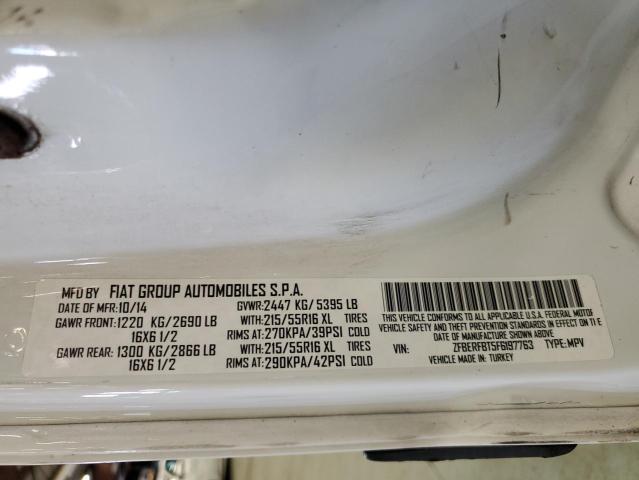 MFD BY FIAT GROUP AUTOMOBILES S.P.A.
DATE OF MFR: 10/14 GVWR: 2447 KG/ 5395 LB
GAWR FRONT: 1220 KG/2690 LB WITH: 215/55R16 XL TIRES
16X6 1/2 RIMS AT: 270KPA/39PSI COLD
GAWR REAR: 1300 KG/2866 LB WITH: 215/55R16 XL TIRES
16X6 1/2 RIMS AT: 290KPA/42PSI COLD
THIS VEHICLE CONFORMS TO ALL APPLICABLE U.S.A. FEDERAL MOTOR
VEHICLE SAFETY AND THEFT PREVENTION STANDARDS IN EFFECT ON THE
DATE OF MANUFACTURE SHOWN ABOVE
VIN: ZFBERFBT5F6197763 TYPE: MPV
VEHICLE MADE IN: TURKEY